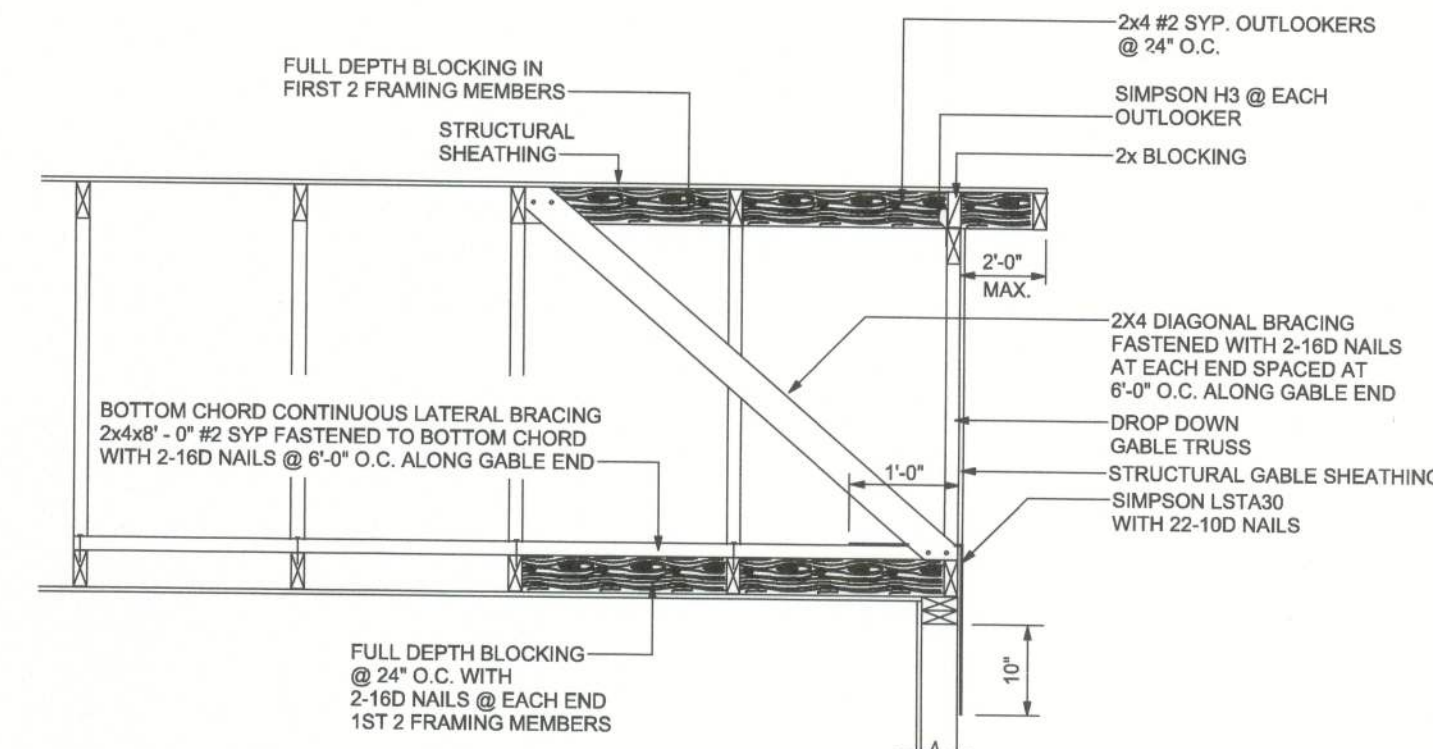 2x4 #2 SYP. OUTLOOKERS
@ 24" O.C.
FULL DEPTH BLOCKING IN
FIRST 2 FRAMING MEMBERS
SIMPSON H3 @ EACH
OUTLOOKER
STRUCTURAL
SHEATHING
2x BLOCKING
2'-0"
MAX.
2X4 DIAGONAL BRACING
FASTENED WITH 2-16D NAILS
AT EACH END SPACED AT
6'-0" O.C. ALONG GABLE END
BOTTOM CHORD CONTINUOUS LATERAL BRACING
2x4x8' - 0" #2 SYP FASTENED TO BOTTOM CHORD
WITH 2-16D NAILS @ 6'-0" O.C. ALONG GABLE END
DROP DOWN
GABLE TRUSS
1'-0"
STRUCTURAL GABLE SHEATHING
SIMPSON LSTA30
WITH 22-10D NAILS
FULL DEPTH BLOCKING
@ 24" O.C. WITH
2-16D NAILS @ EACH END
1ST 2 FRAMING MEMBERS
10"